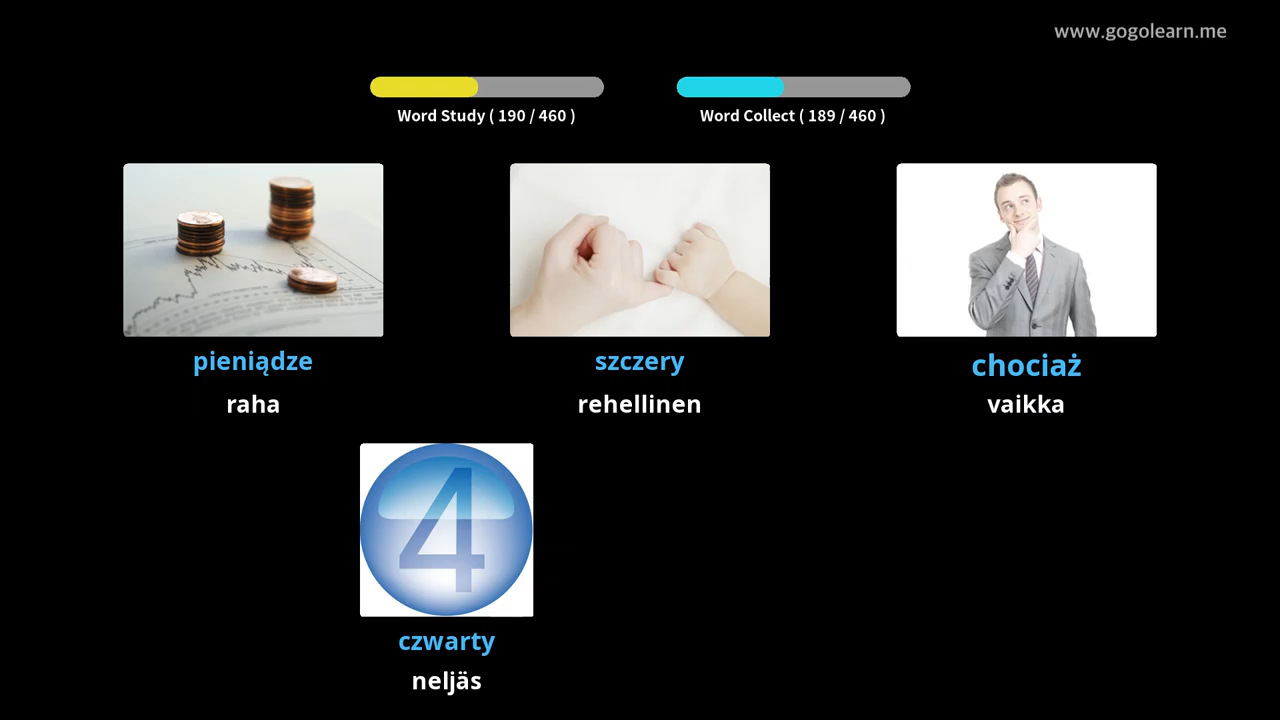 www.gogolearn.me
Word Study ( 190 / 460 )
Word Collect ( 189 / 460 )
pieniądze
szczery
chociaż
raha
rehellinen
vaikka
4
czwarty
neljäs